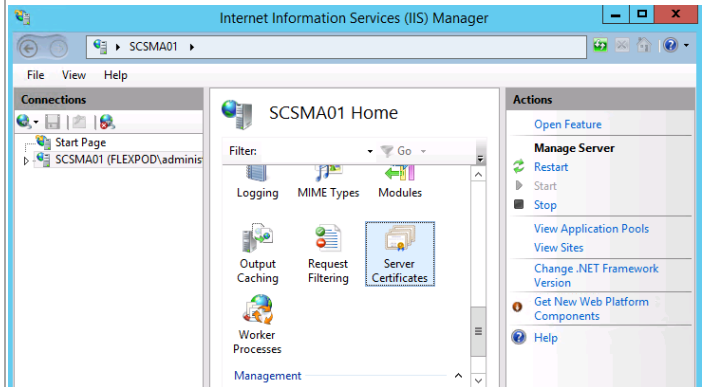 Internet Information Services (IIS) Manager
SCSMA01
File View Help
Connections
Start Page
SCSMA01 (FLEXPOD\adminis
SCSMA01 Home
Filter:
Go
Logging
MIME Types
Modules
Output
Caching
Request
Filtering
Server
Certificates
Worker
Processes
Management
Actions
Open Feature
Manage Server
Restart
Start
Stop
View Application Pools
View Sites
Change .NET Framework
Version
Get New Web Platform
Components
Help